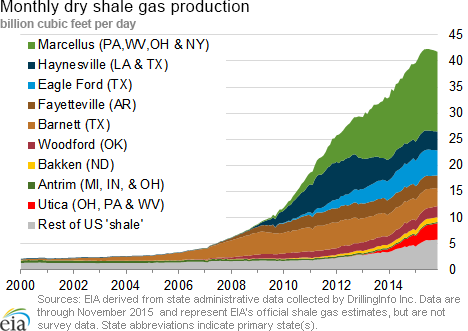 Monthly dry shale gas production
billion cubic feet per day
Marcellus (PA,WV,OH & NY)
Haynesville (LA & TX)
Eagle Ford (TX)
Fayetteville (AR)
Barnett (TX)
Woodford (OK)
Bakken (ND)
Antrim (MI, IN, & OH)
Utica (OH, PA & WV)
Rest of US 'shale'
45
40
35
30
25
20
15
10
5
0
2000 2002 2004 2006 2008 2010 2012 2014
Sources: EIA derived from state administrative data collected by DrillingInfo Inc. Data are
through November 2015 and represent EIA's official shale gas estimates, but are not
survey data. State abbreviations indicate primary state(s).
eia